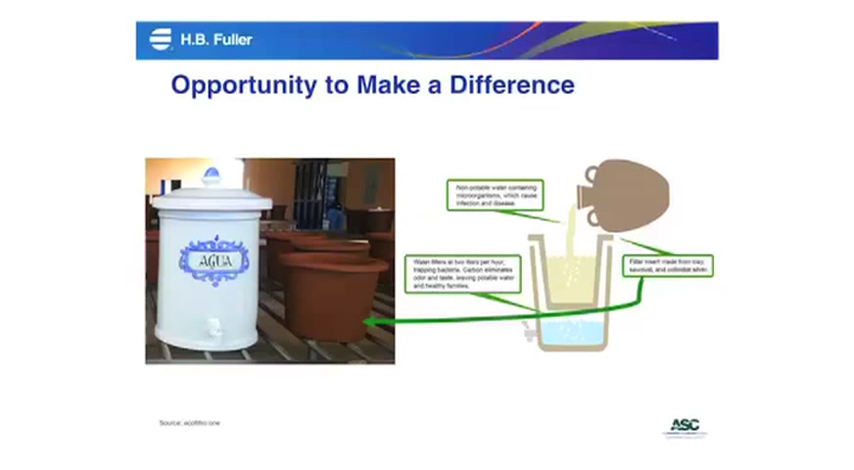 H.B. Fuller
Opportunity to Make a Difference
AGUA
Non-potable water containing
microorganisms, which cause
infection and disease.
Water filters at two liters per hour,
trapping bacteria. Carbon eliminates
odor and taste, leaving potable water
and healthy families.
Filter insert made from clay,
sawdust, and colloidal silver.
Source:
ASC